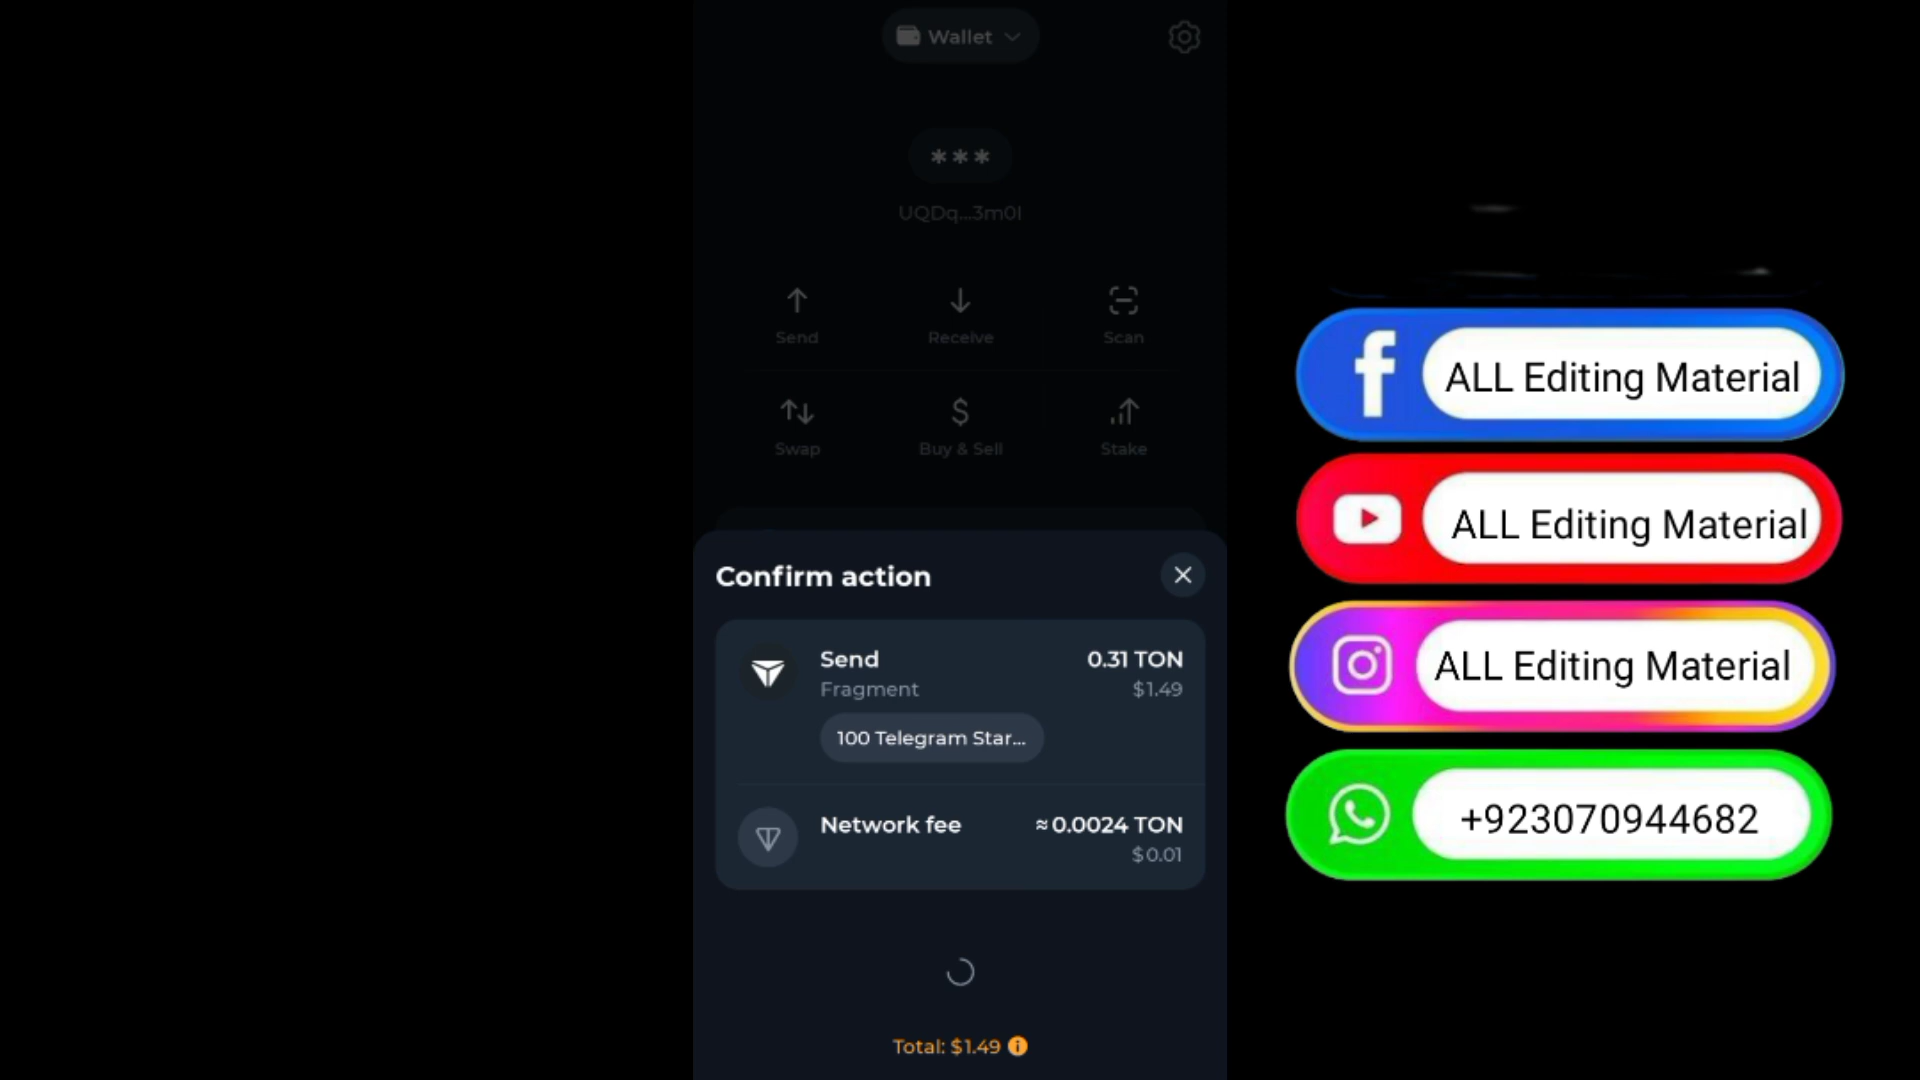 Wallet
***
UQDq...3m0I
Send
Receive
Scan
Swap
Buy & Sell
Stake
Confirm action
Send
0.31 TON
Fragment
$1.49
100 Telegram Star...
Network fee
≈0.0024 TON
$0.01
Total: $1.49
ALL Editing Material
ALL Editing Material
ALL Editing Material
+923070944682